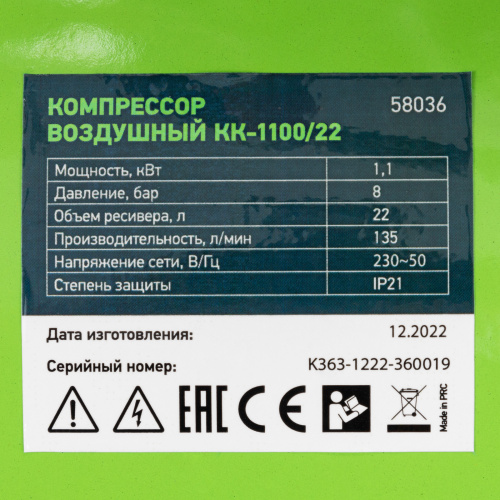 КОМПРЕССОР 58036
ВОЗДУШНЫЙ КК-1100/22
Мощность, кВт 1,1
Давление, бар 8
Объем ресивера, л 22
Производительность, л/мин 135
Напряжение сети, В/Гц 230~50
Степень защиты IP21
Дата изготовления: 12.2022
Серийный номер: K363-1222-360019
EAC CE
Made in PRC